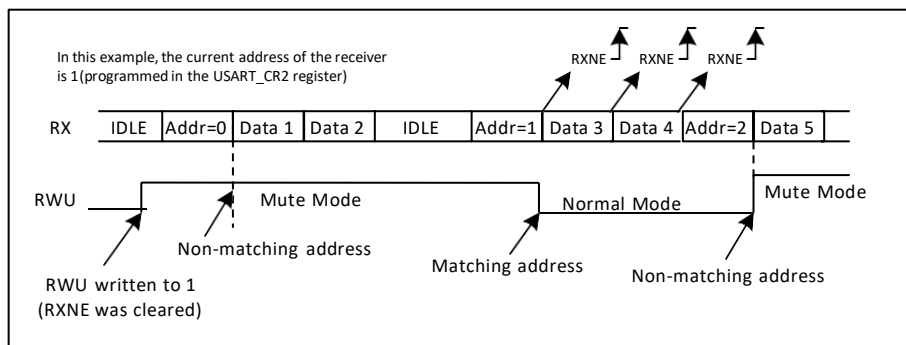 In this example, the current address of the receiver
is 1(programmed in the USART_CR2 register)
RXNE RXNE RXNE
RX IDLE Addr=0 Data 1 Data 2 IDLE Addr=1 Data 3 Data 4 Addr=2 Data 5
RWU Mute Mode Normal Mode Mute Mode
Non-matching address Matching address Non-matching address
RWU written to 1
(RXNE was cleared)